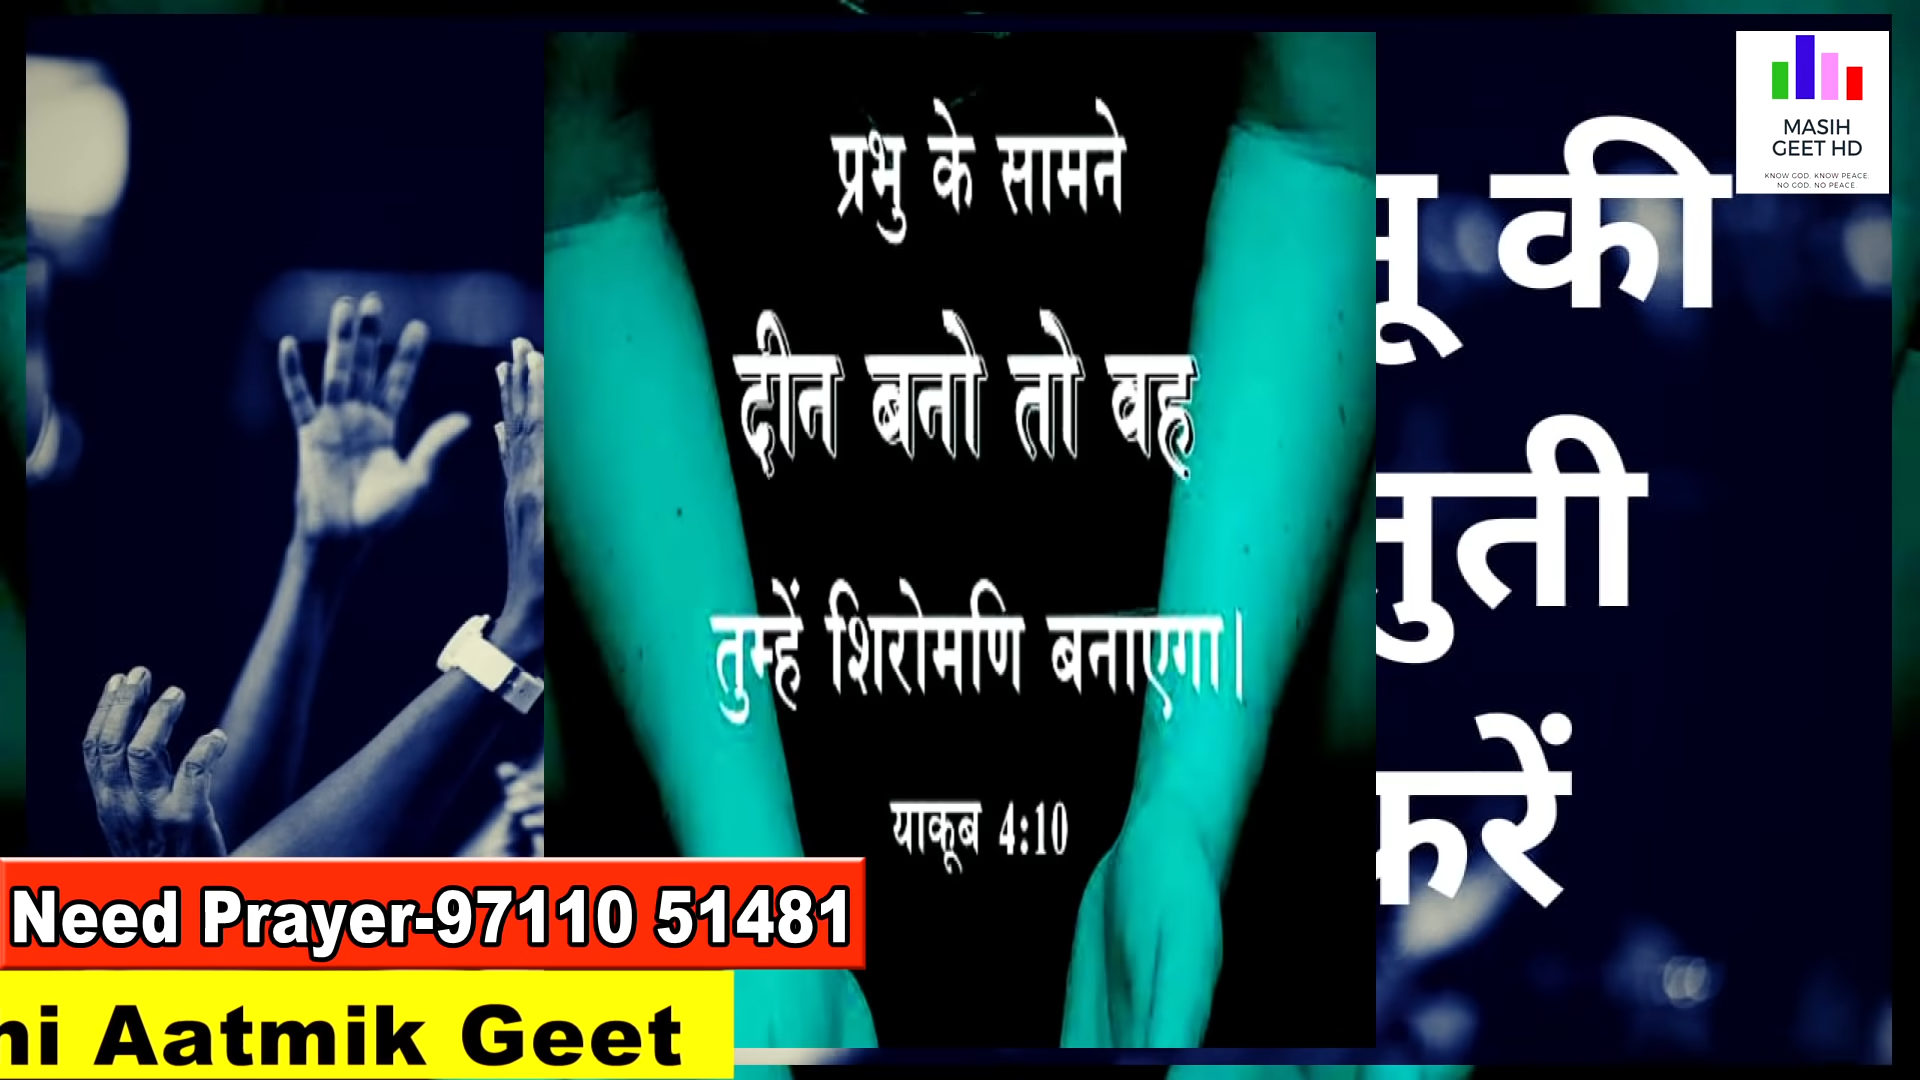 प्रभु के सामने
दीन बनो तो वह
तुम्हें शिरोमणि बनाएगा।
याकूब 4:10
की
MASIH
GEET HD
KNOW GOD. KNOW PEACE.
NO GOD. NO PEACE.
Need Prayer-97110 51481
Aatmik Geet